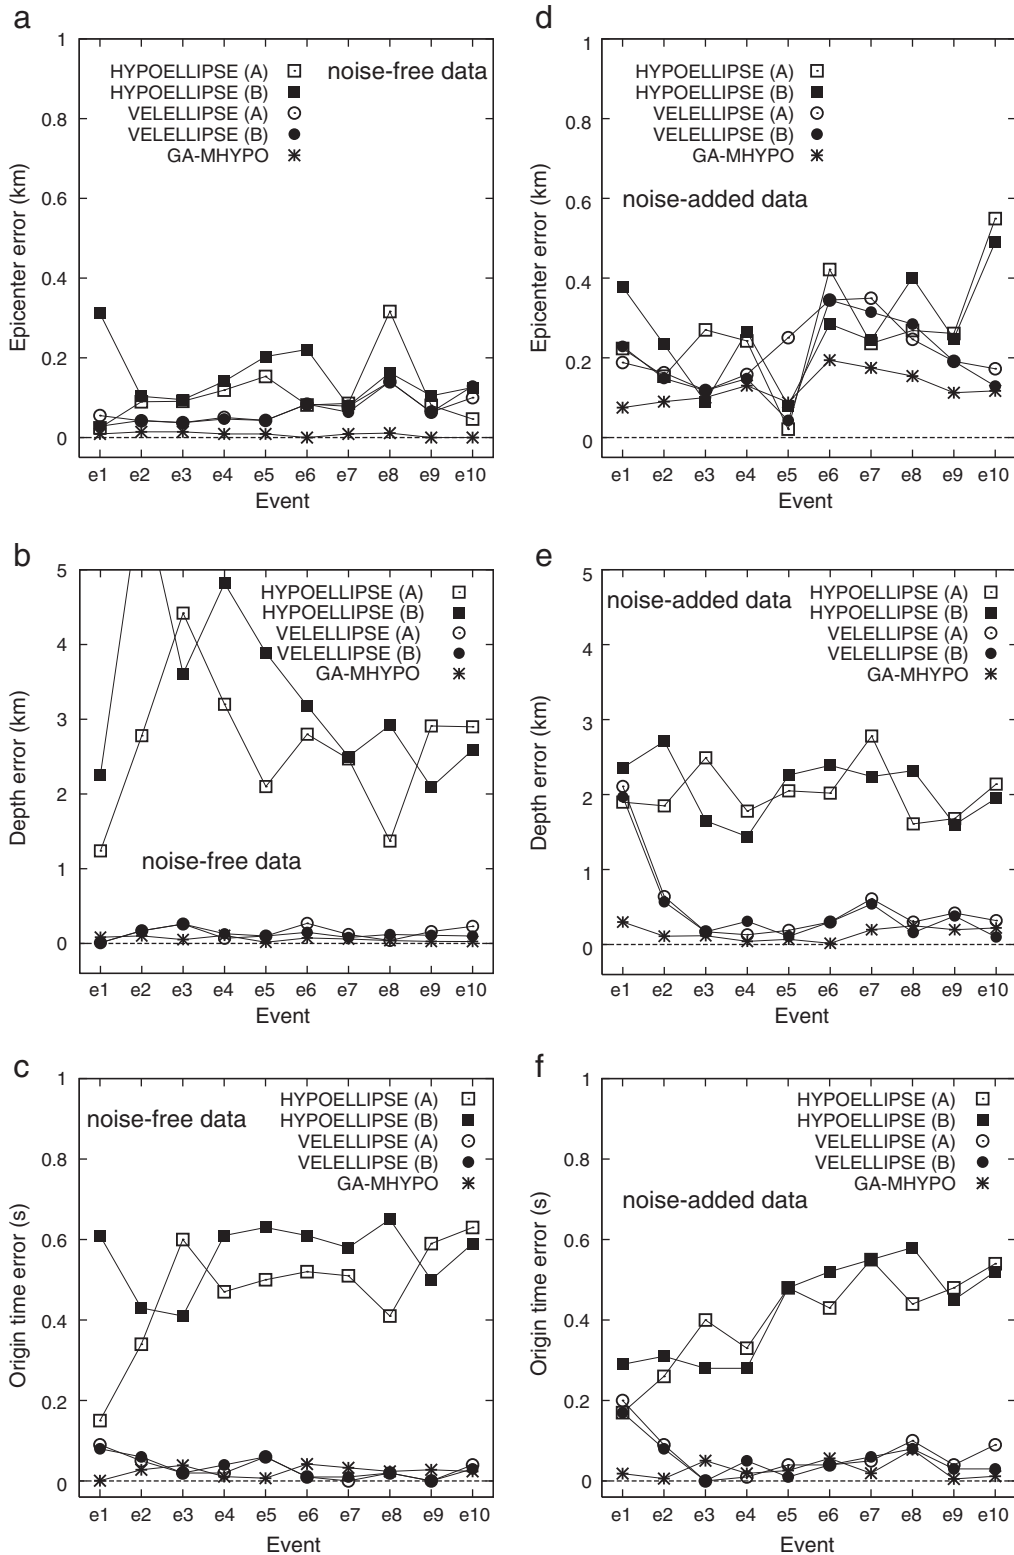 a
1
0.8
0.6
0.4
0.2
0
Epicenter error (km)
HYPOELLIPSE (A)
HYPOELLIPSE (B)
VELELLIPSE (A)
VELELLIPSE (B)
GA-MHYPO
noise-free data
e1 e2 e3 e4 e5 e6 e7 e8 e9 e10
Event
d
1
0.8
0.6
0.4
0.2
0
Epicenter error (km)
HYPOELLIPSE (A)
HYPOELLIPSE (B)
VELELLIPSE (A)
VELELLIPSE (B)
GA-MHYPO
noise-added data
e1 e2 e3 e4 e5 e6 e7 e8 e9 e10
Event
b
5
4
3
2
1
0
Depth error (km)
HYPOELLIPSE (A)
HYPOELLIPSE (B)
VELELLIPSE (A)
VELELLIPSE (B)
GA-MHYPO
noise-free data
e1 e2 e3 e4 e5 e6 e7 e8 e9 e10
Event
e
5
4
3
2
1
0
Depth error (km)
noise-added data
HYPOELLIPSE (A)
HYPOELLIPSE (B)
VELELLIPSE (A)
VELELLIPSE (B)
GA-MHYPO
e1 e2 e3 e4 e5 e6 e7 e8 e9 e10
Event
c
1
0.8
0.6
0.4
0.2
0
Origin time error (s)
noise-free data
HYPOELLIPSE (A)
HYPOELLIPSE (B)
VELELLIPSE (A)
VELELLIPSE (B)
GA-MHYPO
e1 e2 e3 e4 e5 e6 e7 e8 e9 e10
Event
f
1
0.8
0.6
0.4
0.2
0
Origin time error (s)
HYPOELLIPSE (A)
HYPOELLIPSE (B)
VELELLIPSE (A)
VELELLIPSE (B)
GA-MHYPO
noise-added data
e1 e2 e3 e4 e5 e6 e7 e8 e9 e10
Event